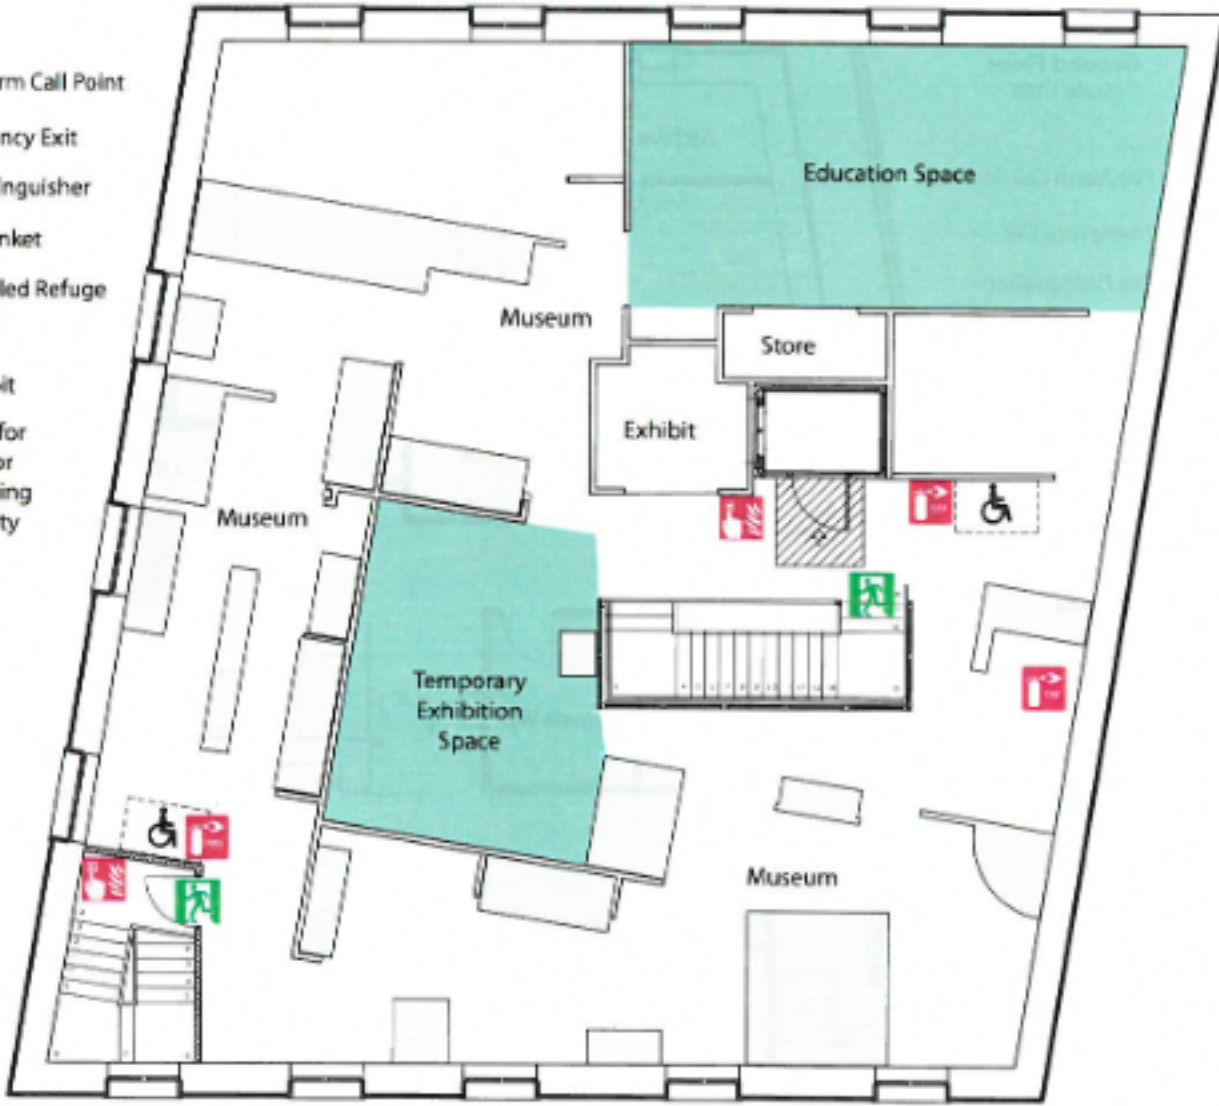 rm Call Point
ncy Exit
inguisher
nket
led Refuge
it
for
or
ing
ty
Education Space
Museum
Store
Exhibit
Museum
Temporary
Exhibition
Space
Museum